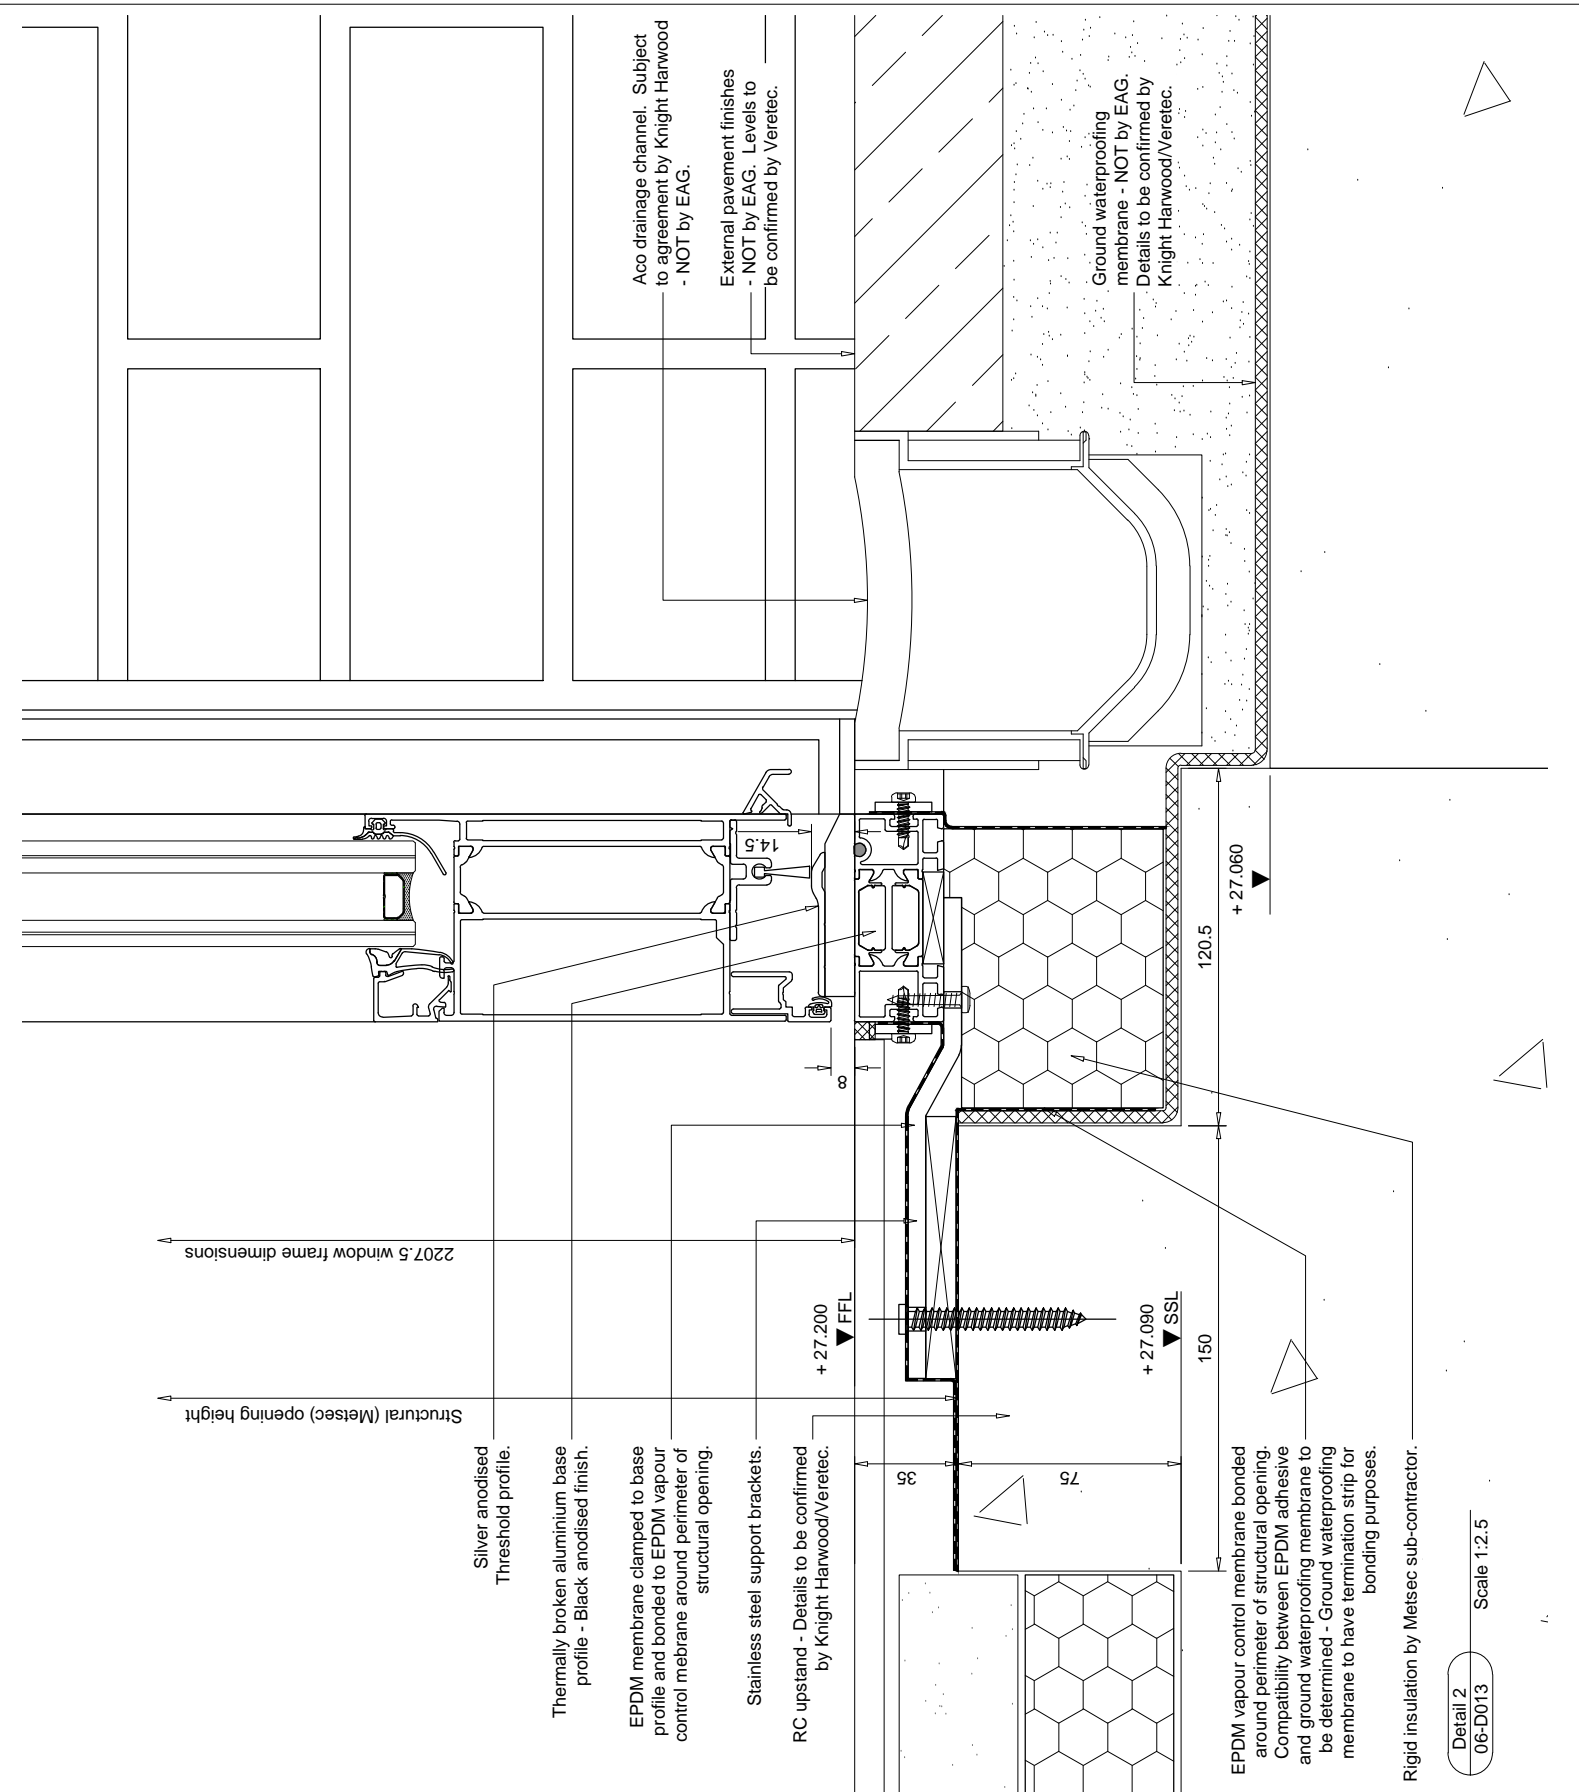 Aco drainage channel.  Subject
to agreement by Knight Harwood
- NOT by EAG.
External pavement finishes
- NOT by EAG.  Levels to
be confirmed by Veretec.
Ground waterproofing
membrane - NOT by EAG.
Details to be confirmed by
Knight Harwood/Veretec.
14.5
8
2207.5 window frame dimensions
Structural (Metsec) opening height
+ 27.200
FFL
+ 27.090
SSL
+ 27.060
120.5
150
35
75
Silver anodised
Threshold profile.
Thermally broken aluminium base
profile - Black anodised finish.
EPDM membrane clamped to base
profile and bonded to EPDM vapour
control mebrane around perimeter of
structural opening.
Stainless steel support brackets.
RC upstand - Details to be confirmed
by Knight Harwood/Veretec.
EPDM vapour control membrane bonded
around perimeter of structural opening.
Compatibility between EPDM adhesive
and ground waterproofing membrane to
be determined - Ground waterproofing
membrane to have termination strip for
bonding purposes.
Rigid insulation by Metsec sub-contractor.
Detail 2
06-D013
Scale 1:2.5